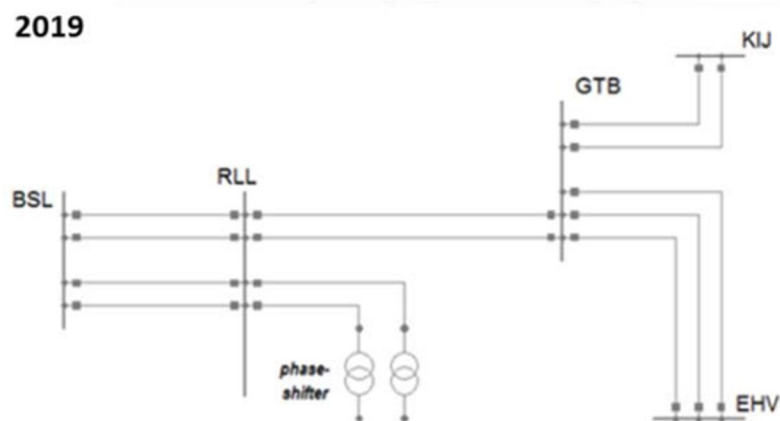 2019
KIJ
GTB
RLL
BSL
phase-
shifter
EHV